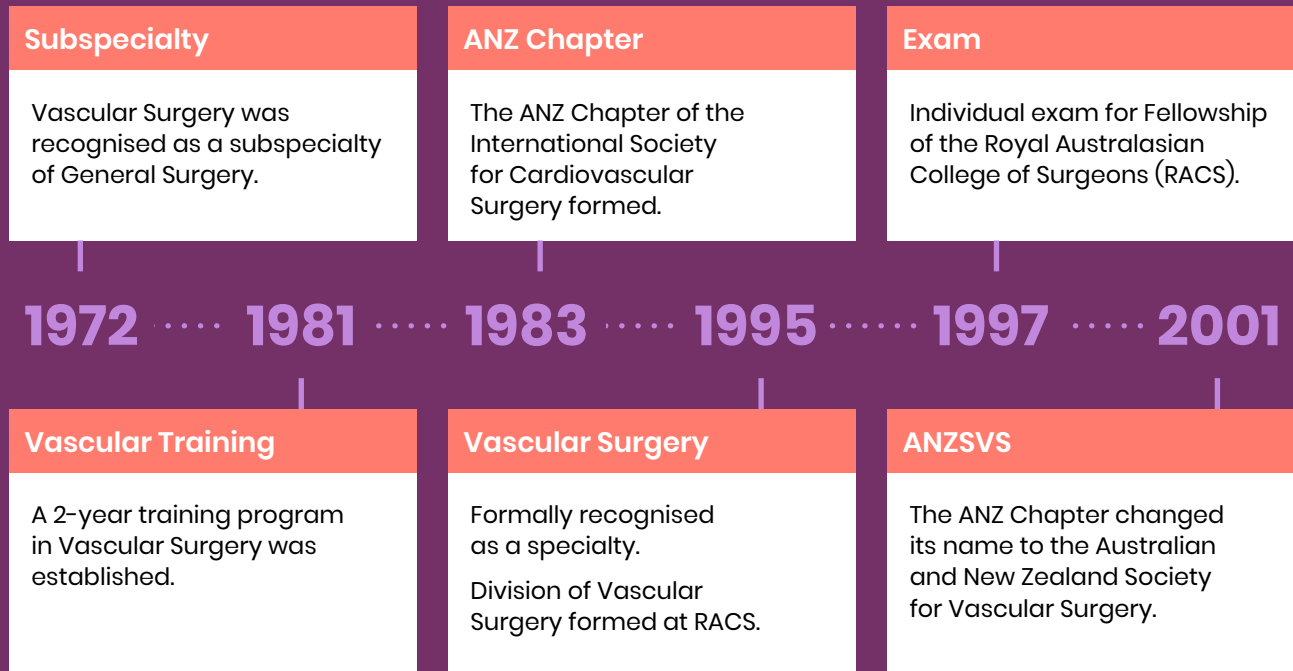 Subspecialty
Vascular Surgery was
recognised as a subspecialty
of General Surgery.
ANZ Chapter
The ANZ Chapter of the
International Society
for Cardiovascular
Surgery formed.
Exam
Individual exam for Fellowship
of the Royal Australasian
College of Surgeons (RACS).
1972 ..... 1981 ..... 1983 ..... 1995 ...... 1997 ..... 2001
Vascular Training
A 2-year training program
in Vascular Surgery was
established.
Vascular Surgery
Formally recognised
as a specialty.
Division of Vascular
Surgery formed at RACS.
ANZSVS
The ANZ Chapter changed
its name to the Australian
and New Zealand Society
for Vascular Surgery.